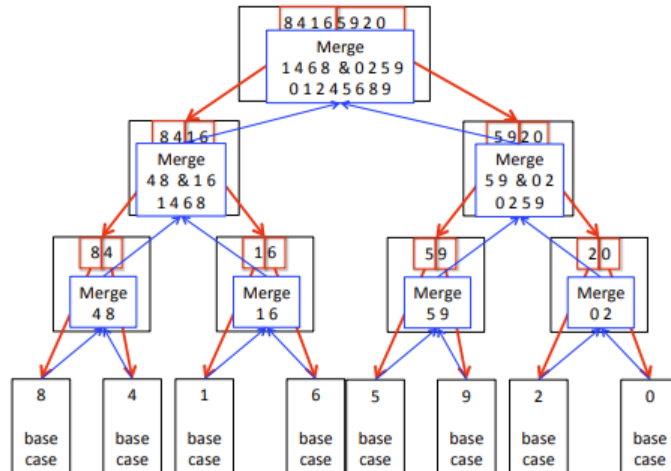 8 4 1 6 5 9 2 0
Merge
1 4 6 8 & 0 2 5 9
0 1 2 4 5 6 8 9
8 4 1 6
Merge
4 8 & 1 6
1 4 6 8
5 9 2 0
Merge
5 9 & 0 2
0 2 5 9
8 4
Merge
4 8
1 6
Merge
1 6
5 9
Merge
5 9
2 0
Merge
0 2
8
base
case
4
base
case
1
base
case
6
base
case
5
base
case
9
base
case
2
base
case
0
base
case